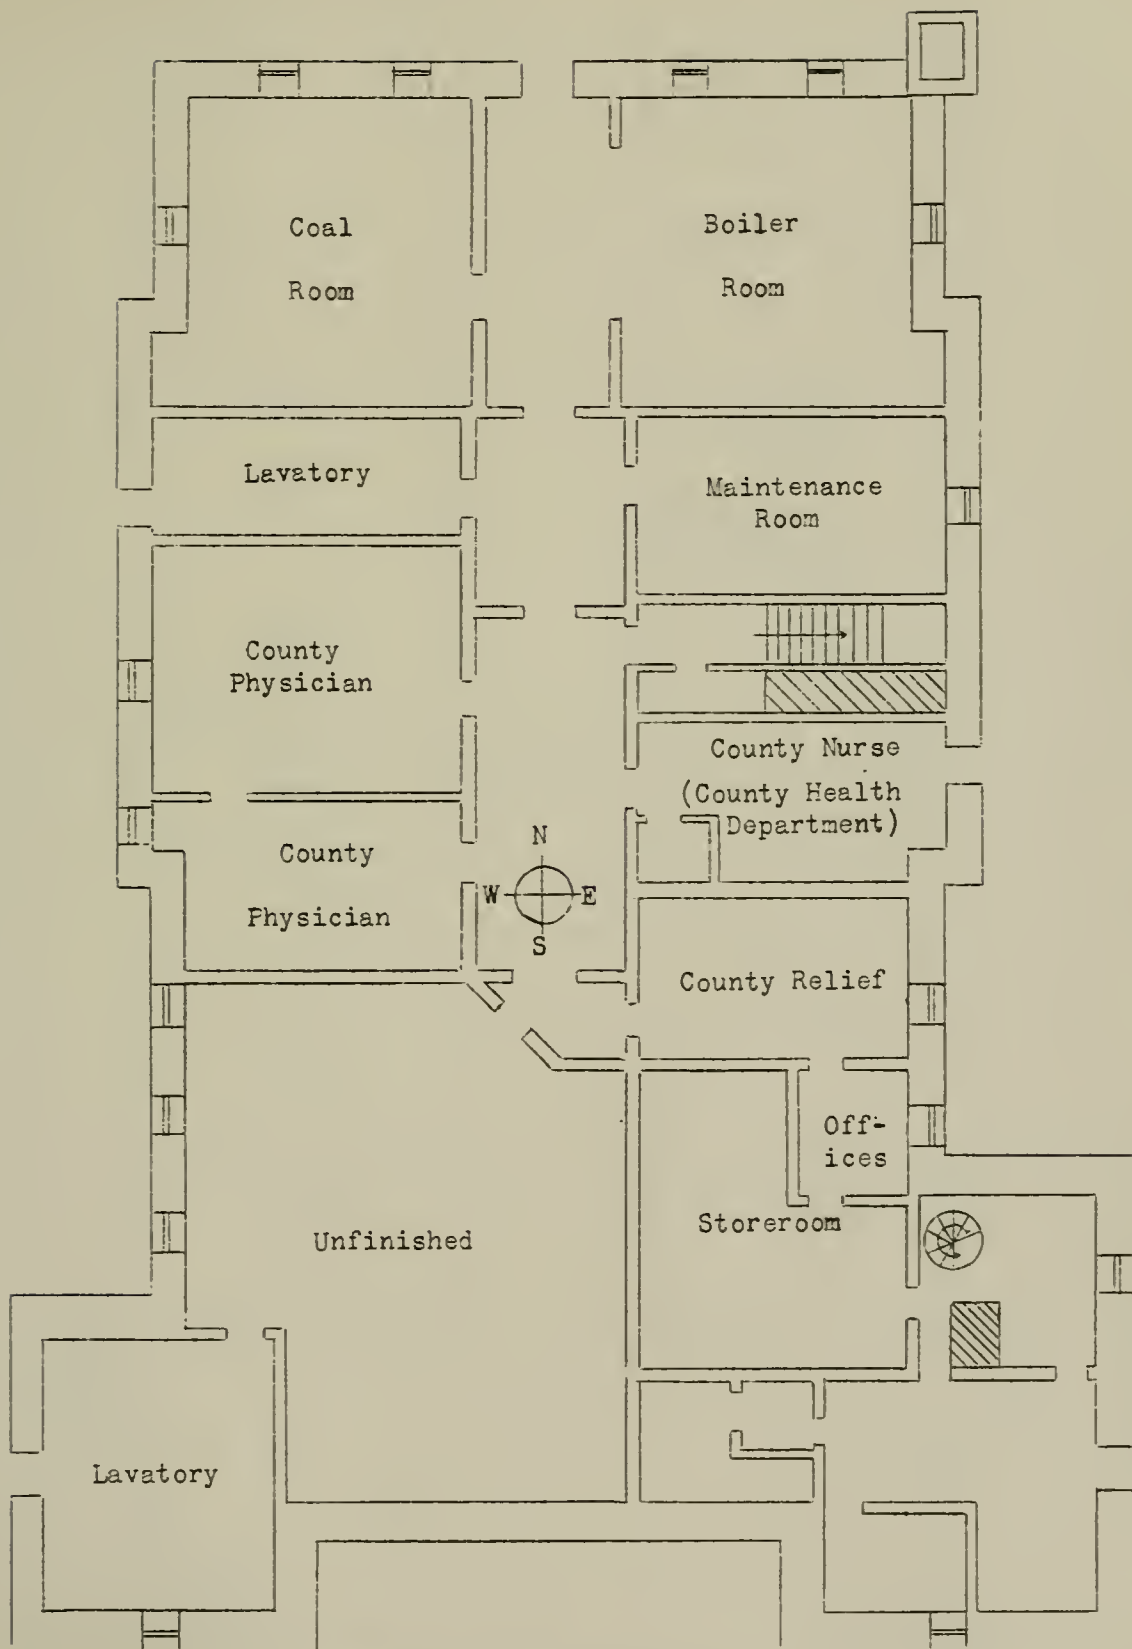 Coal
Room
Boiler
Room
Lavatory
Maintenance
Room
County
Physician
County Nurse
(County Health
Department)
County
Physician
N
W E
S
County Relief
Off-
ices
Storeroom
Unfinished
Lavatory